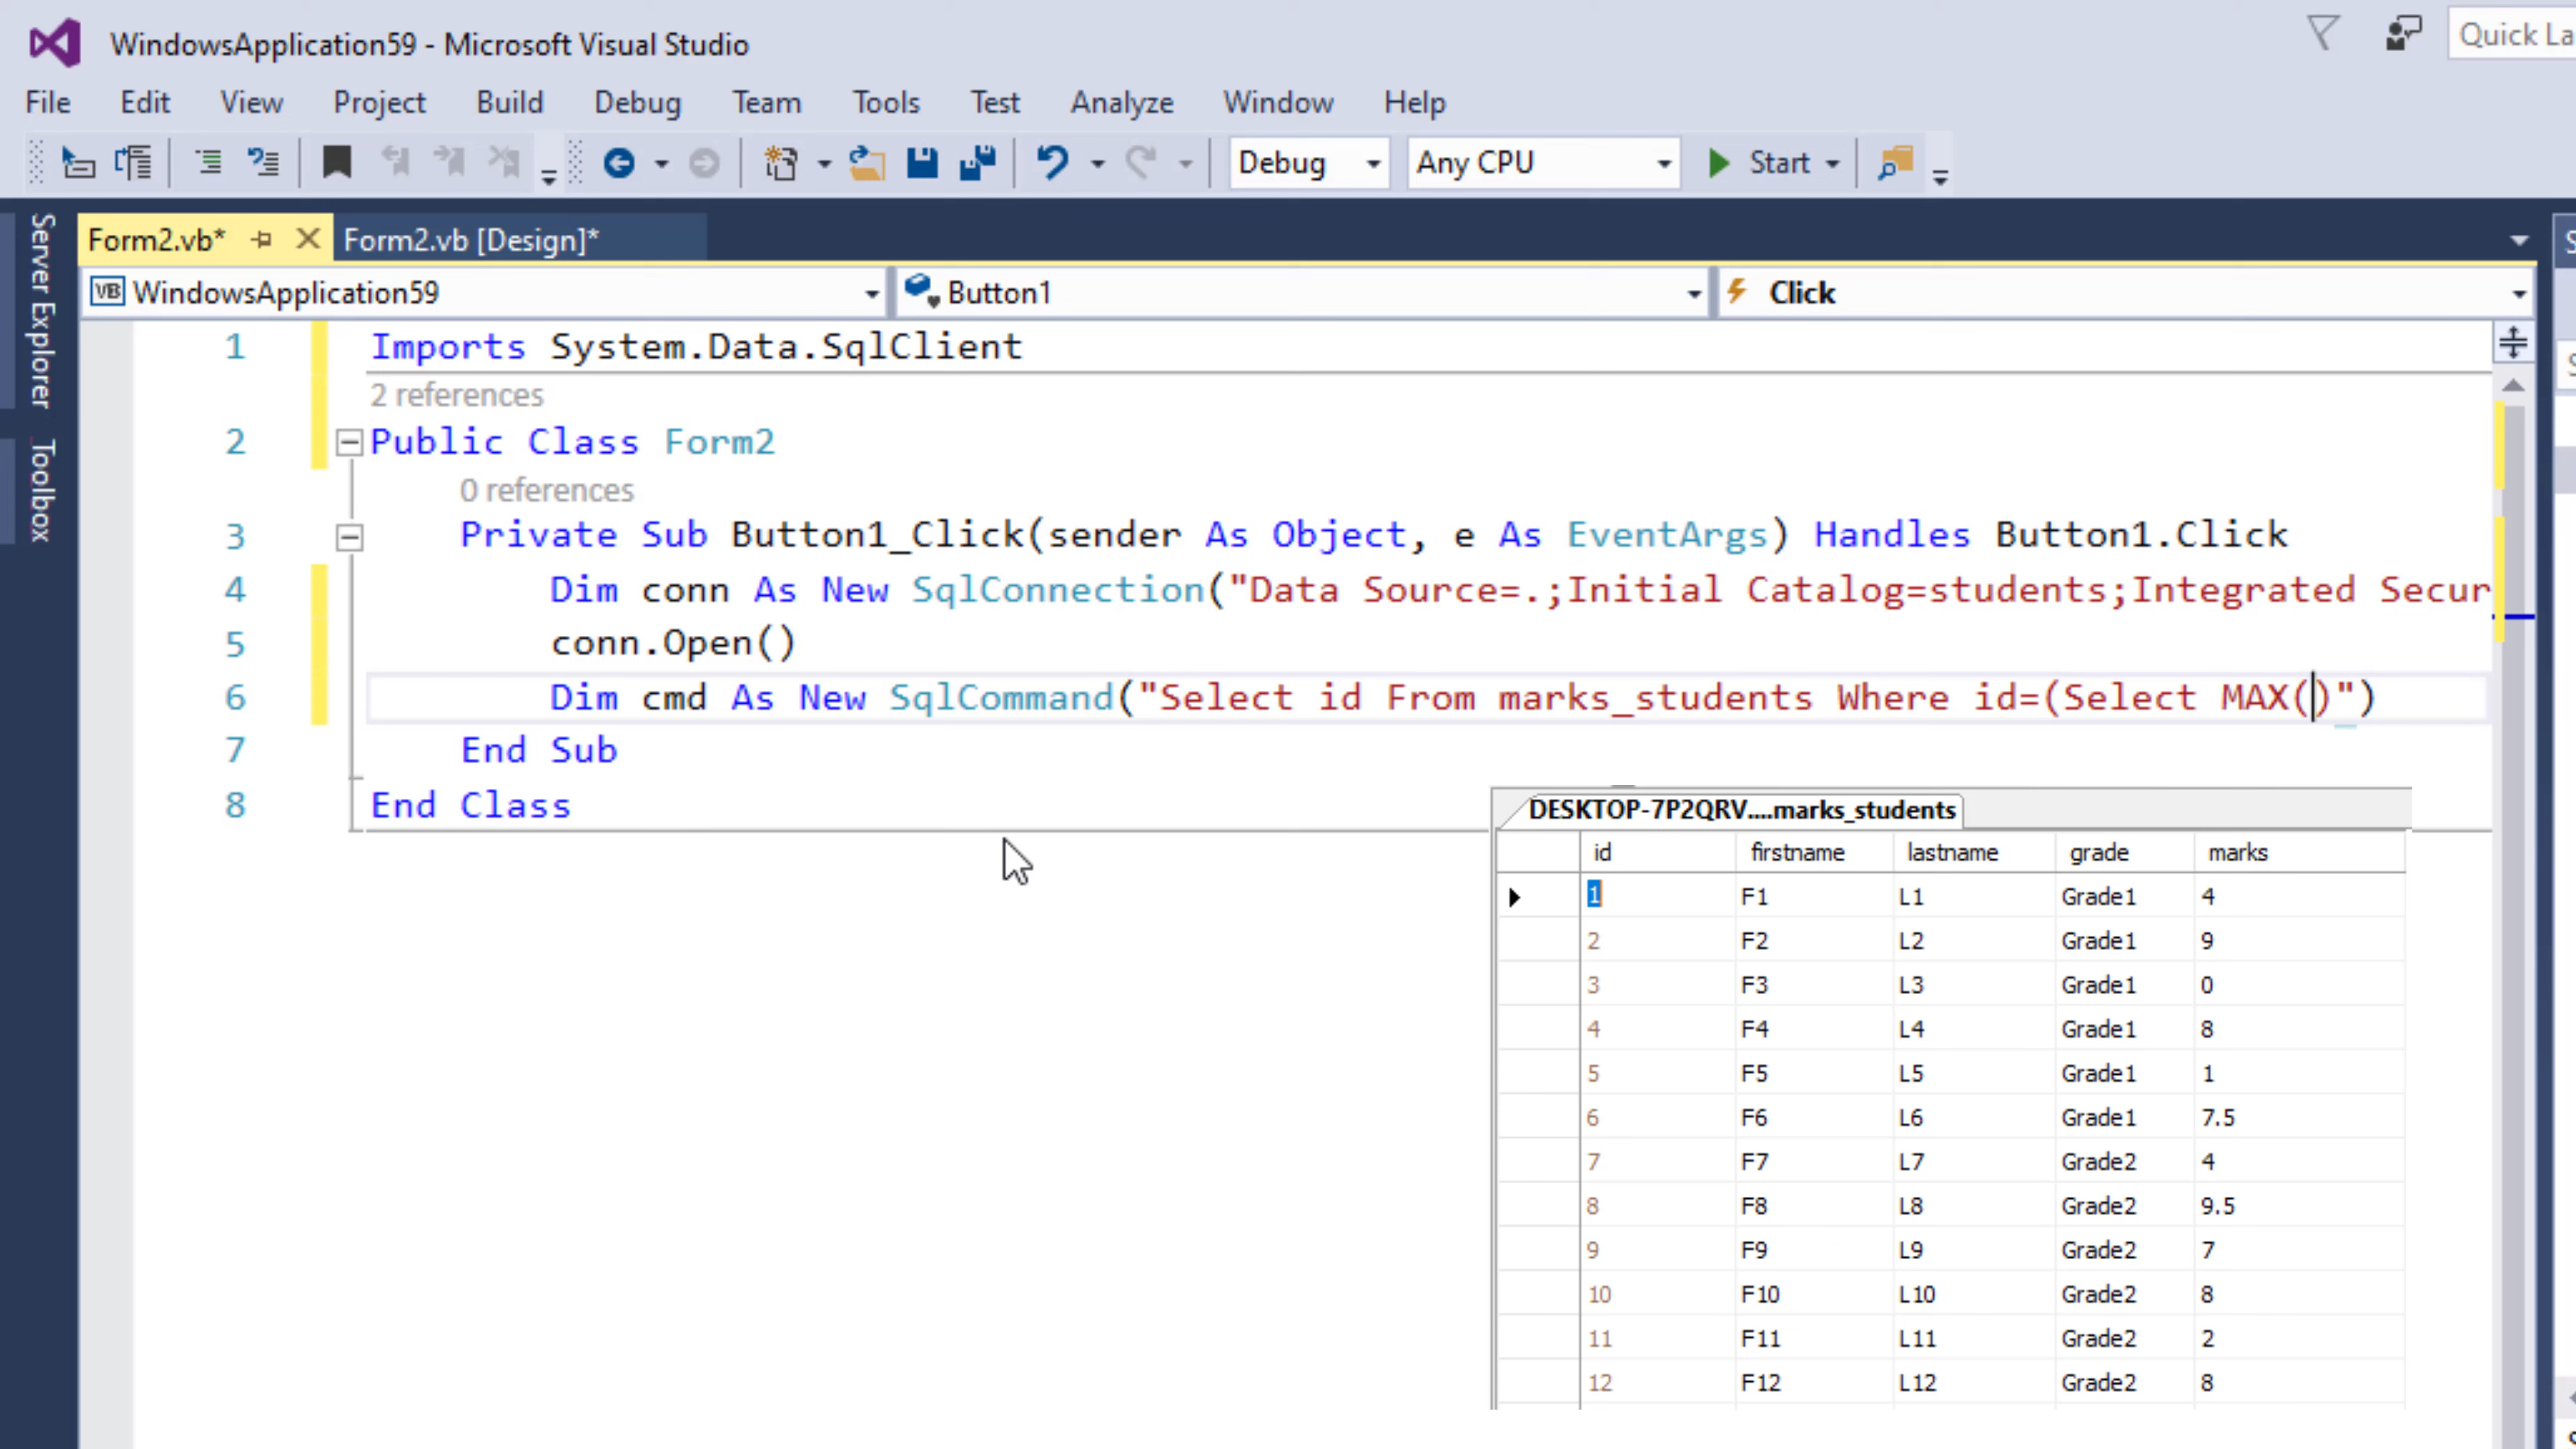 WindowsApplication59 - Microsoft Visual Studio
Quick La
File Edit View Project Build Debug Team Tools Test Analyze Window Help
Debug Any CPU Start
Server Explorer
Toolbox
Form2.vb* Form2.vb [Design]*
VB WindowsApplication59 Button1 Click
1 Imports System.Data.SqlClient
2 references
2 Public Class Form2
0 references
3 Private Sub Button1_Click(sender As Object, e As EventArgs) Handles Button1.Click
4 Dim conn As New SqlConnection("Data Source=.;Initial Catalog=students;Integrated Secur
5 conn.Open()
6 Dim cmd As New SqlCommand("Select id From marks_students Where id=(Select MAX()")
7 End Sub
8 End Class
DESKTOP-7P2QRV....marks_students
id firstname lastname grade marks
1 F1 L1 Grade1 4
2 F2 L2 Grade1 9
3 F3 L3 Grade1 0
4 F4 L4 Grade1 8
5 F5 L5 Grade1 1
6 F6 L6 Grade1 7.5
7 F7 L7 Grade2 4
8 F8 L8 Grade2 9.5
9 F9 L9 Grade2 7
10 F10 L10 Grade2 8
11 F11 L11 Grade2 2
12 F12 L12 Grade2 8